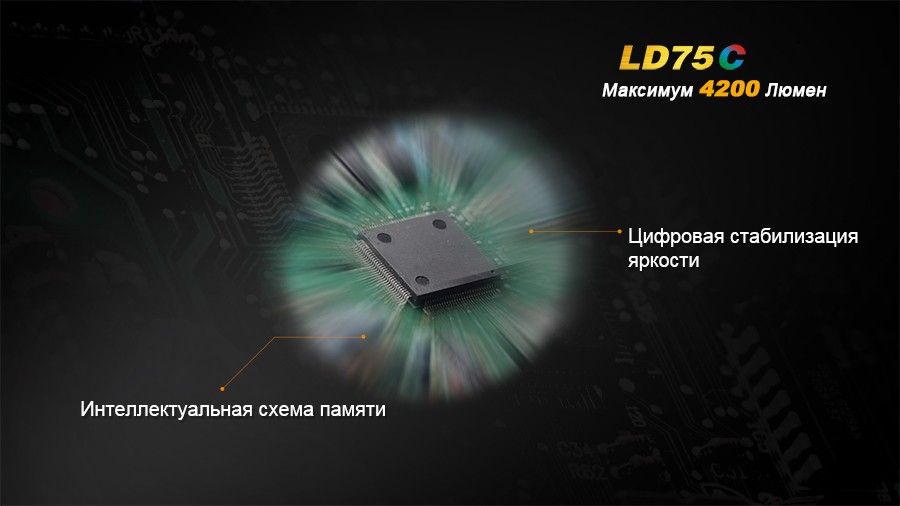 LD75C
Максимум 4200 Люмен
Цифровая стабилизация
яркости
Интеллектуальная схема памяти